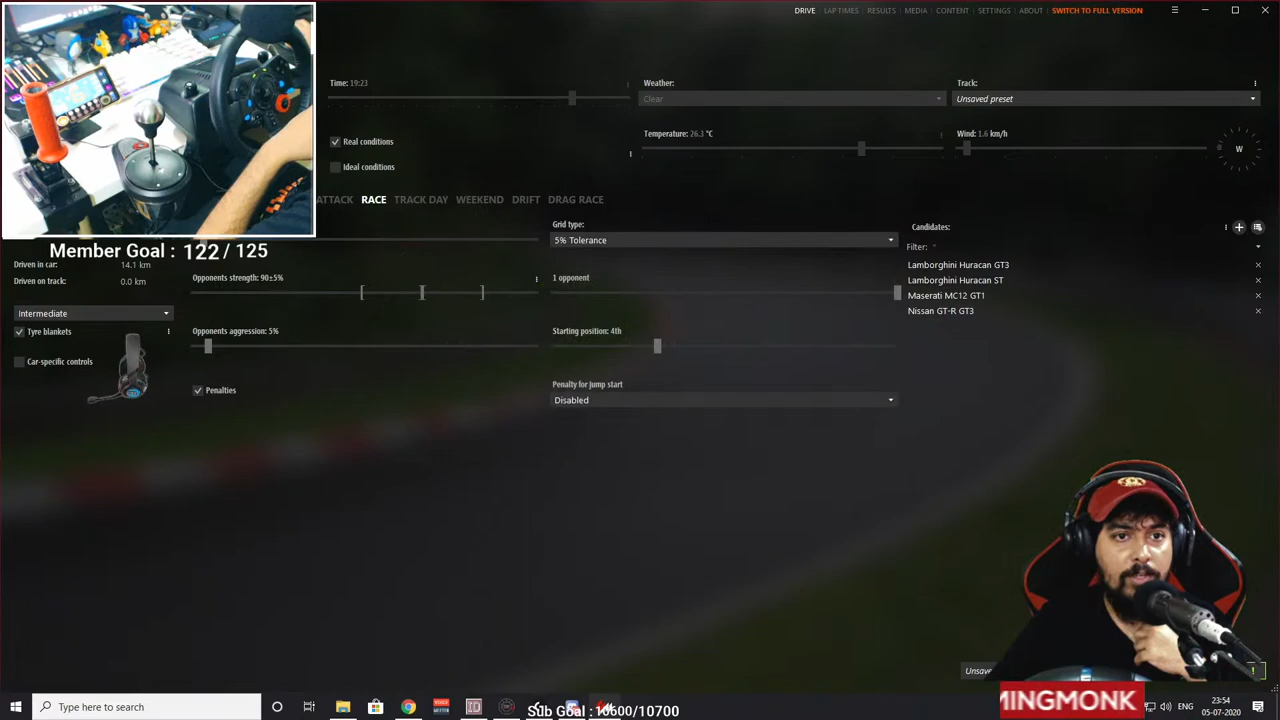 DRIVE LAP TIMES RESULTS MEDIA CONTENT SETTINGS ABOUT SWITCH TO FULL VERSION
Time: 19:23
Weather:
Track:
Clear
Unsaved preset
Real conditions
Temperature: 26.3 °C
Wind: 1.6 km/h
W
Ideal conditions
ATTACK RACE TRACK DAY WEEKEND DRIFT DRAG RACE
Grid type:
Candidates:
5% Tolerance
Filter:
Member Goal : 122 / 125
Driven in car: 14.1 km
Driven on track: 0.0 km
Opponents strength: 90±5%
1 opponent
Lamborghini Huracan GT3
Lamborghini Huracan ST
Maserati MC12 GT1
Nissan GT-R GT3
Intermediate
Tyre blankets
Opponents aggression: 5%
Starting position: 4th
Car-specific controls
Penalties
Penalty for jump start
Disabled
Unsave
MINGMONK
Type here to search
Sub Goal : 10600/10700
ENG
23:54
05-07-2020